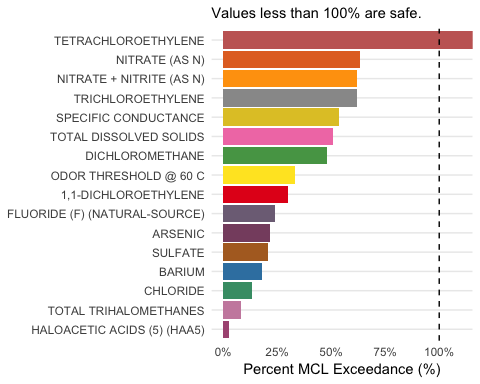 Values less than 100% are safe.
TETRACHLOROETHYLENE
NITRATE (AS N)
NITRATE + NITRITE (AS N)
TRICHLOROETHYLENE
SPECIFIC CONDUCTANCE
TOTAL DISSOLVED SOLIDS
DICHLOROMETHANE
ODOR THRESHOLD @ 60 C
1,1-DICHLOROETHYLENE
FLUORIDE (F) (NATURAL-SOURCE)
ARSENIC
SULFATE
BARIUM
CHLORIDE
TOTAL TRIHALOMETHANES
HALOACETIC ACIDS (5) (HAA5)
0% 25% 50% 75% 100%
Percent MCL Exceedance (%)